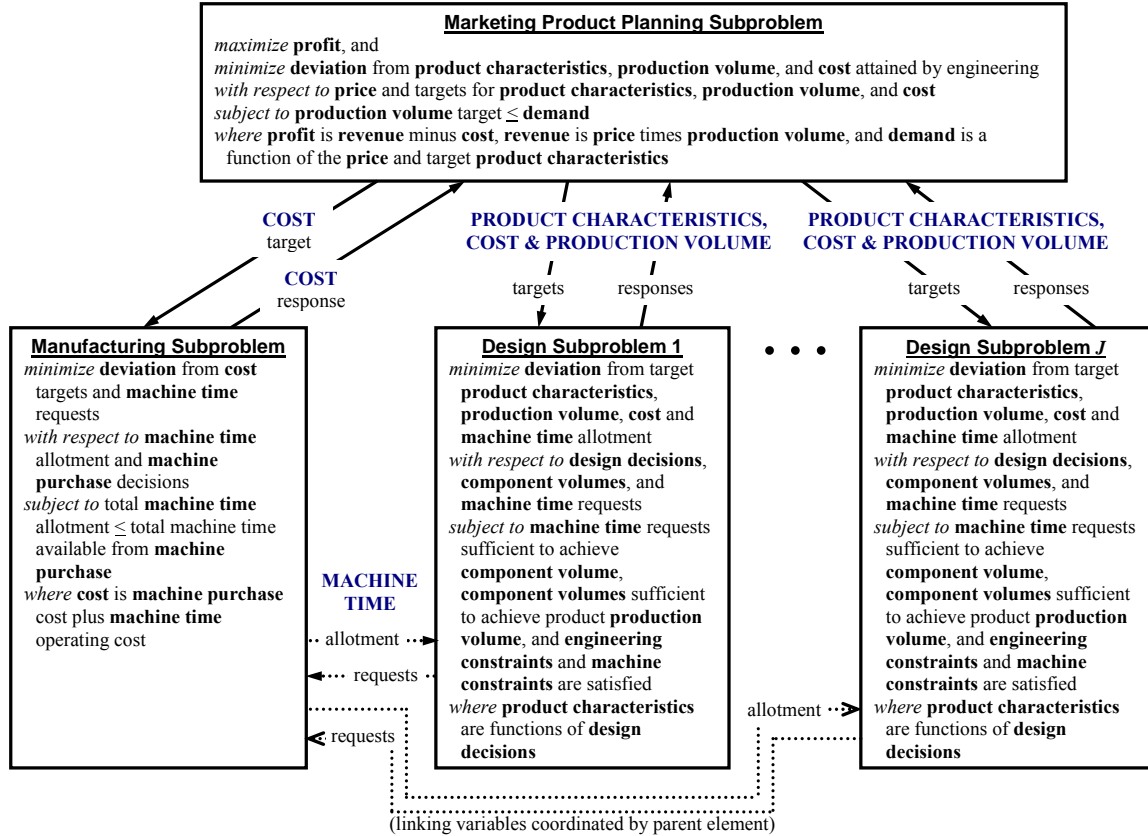 Marketing Product Planning Subproblem
maximize profit, and
minimize deviation from product characteristics, production volume, and cost attained by engineering
with respect to price and targets for product characteristics, production volume, and cost
subject to production volume target ≤ demand
where profit is revenue minus cost, revenue is price times production volume, and demand is a
function of the price and target product characteristics
COST
target
COST
response
PRODUCT CHARACTERISTICS,
COST & PRODUCTION VOLUME
targets
responses
PRODUCT CHARACTERISTICS,
COST & PRODUCTION VOLUME
targets
responses
Manufacturing Subproblem
minimize deviation from cost
targets and machine time
requests
with respect to machine time
allotment and machine
purchase decisions
subject to total machine time
allotment ≤ total machine time
available from machine
purchase
where cost is machine purchase
cost plus machine time
operating cost
MACHINE
TIME
allotment
requests
requests
Design Subproblem 1
minimize deviation from target
product characteristics,
production volume, cost and
machine time allotment
with respect to design decisions,
component volumes, and
machine time requests
subject to machine time requests
sufficient to achieve
component volume,
component volumes sufficient
to achieve product production
volume, and engineering
constraints and machine
constraints are satisfied
where product characteristics
are functions of design
decisions
• • •
allotment
Design Subproblem J
minimize deviation from target
product characteristics,
production volume, cost and
machine time allotment
with respect to design decisions,
component volumes, and
machine time requests
subject to machine time requests
sufficient to achieve
component volume,
component volumes sufficient
to achieve product production
volume, and engineering
constraints and machine
constraints are satisfied
where product characteristics
are functions of design
decisions
(linking variables coordinated by parent element)